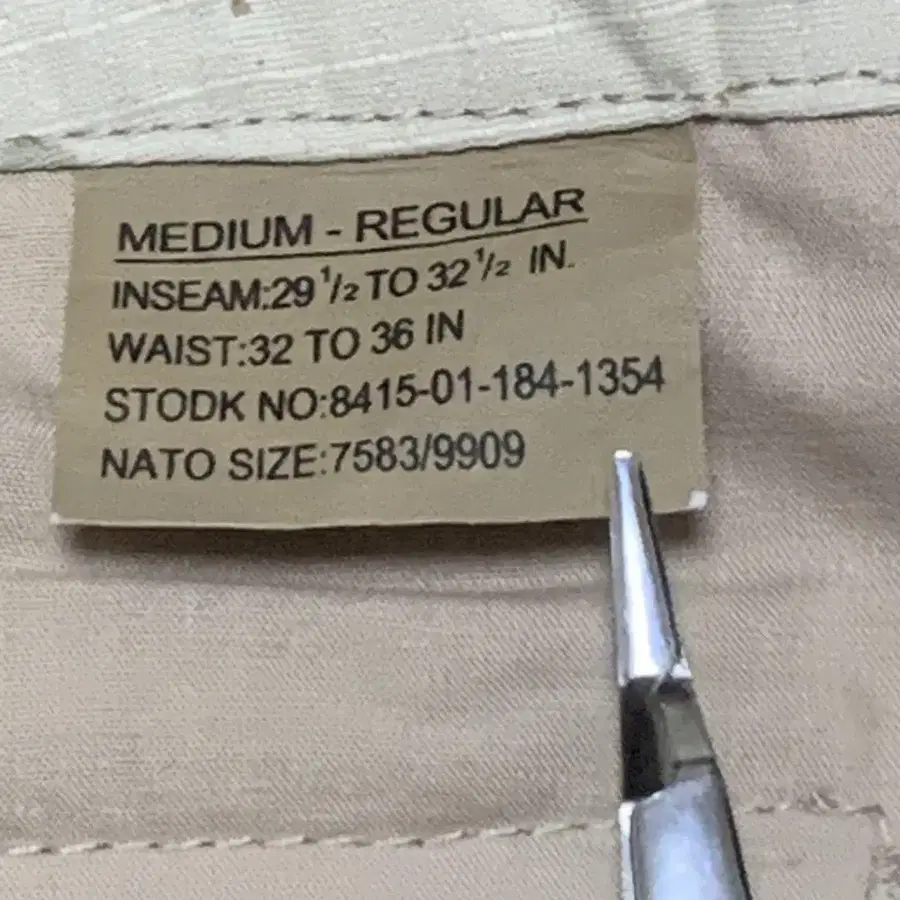 MEDIUM - REGULAR
INSEAM:29 1/2 TO 32 1/2 IN.
WAIST:32 TO 36 IN
STODK NO:8415-01-184-1354
NATO SIZE:7583/9909